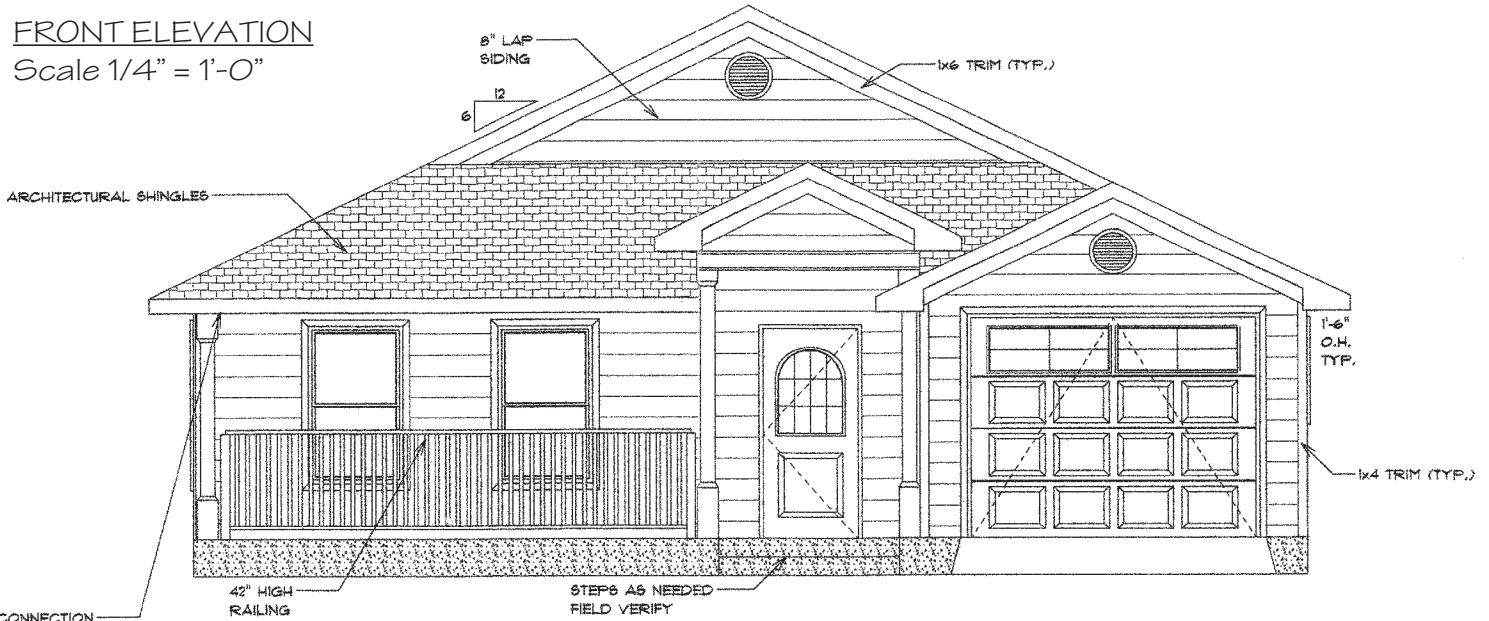 FRONT ELEVATION
Scale 1/4" = 1'-0"
8" LAP
SIDING
1x6 TRIM (TYP.)
12
6
ARCHITECTURAL SHINGLES
1'-6"
O.H.
TYP.
1x4 TRIM (TYP.)
42" HIGH
RAILING
STEPS AS NEEDED
FIELD VERIFY
CONNECTION